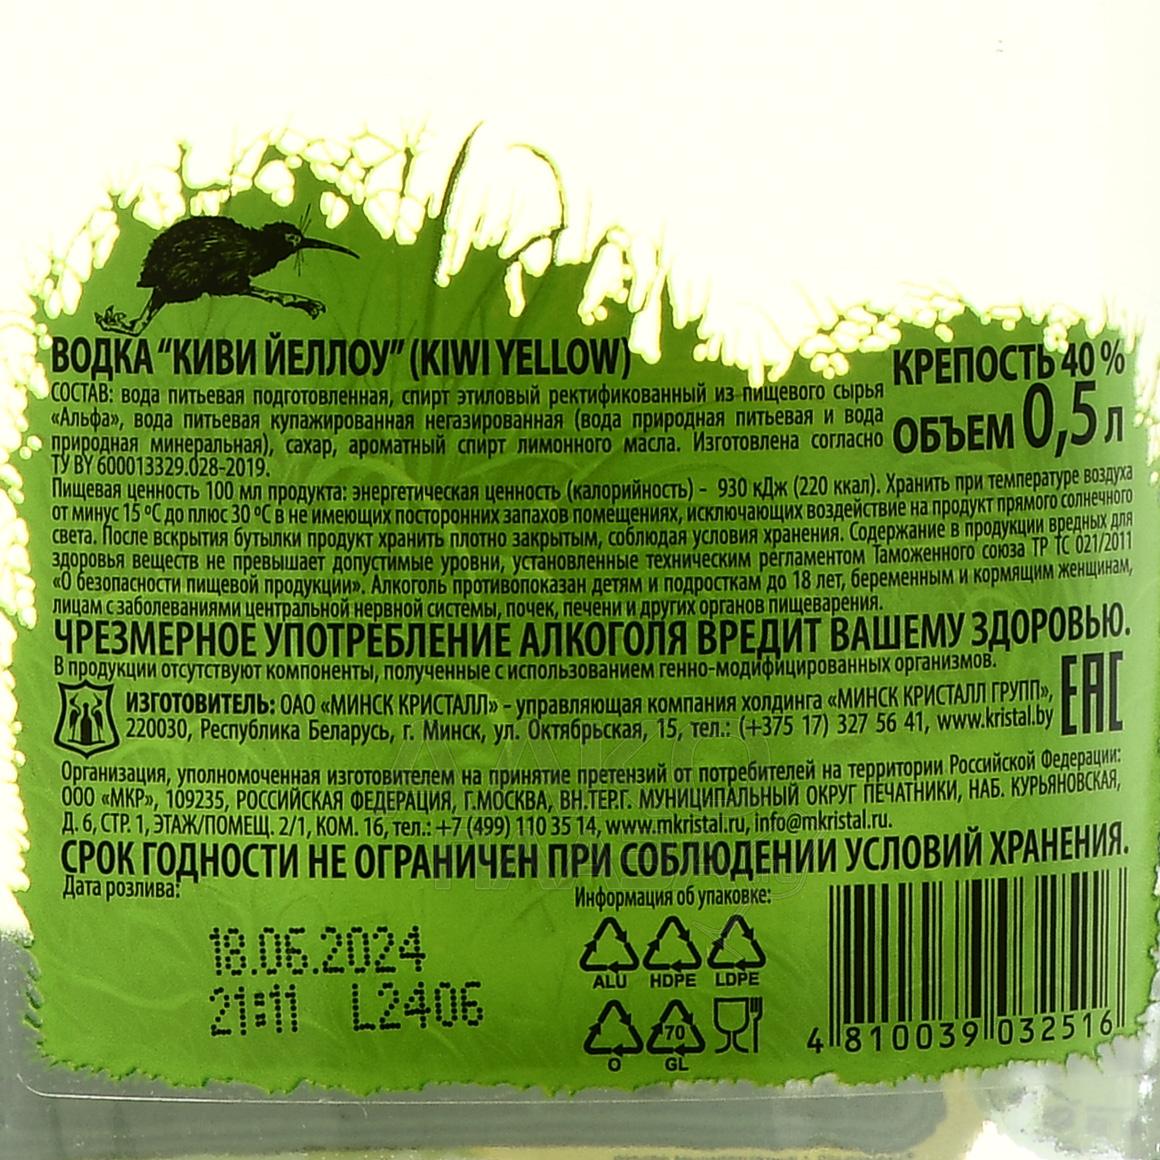 ВОДКА “КИВИ ЙЕЛЛОУ” (KIWI YELLOW)
КРЕПОСТЬ 40 %
ОБЪЕМ 0,5 л
СОСТАВ: вода питьевая подготовленная, спирт этиловый ректификованный из пищевого сырья
«Альфа», вода питьевая купажированная негазированная (вода природная питьевая и вода
природная минеральная), сахар, ароматный спирт лимонного масла. Изготовлена согласно
ТУ BY 600013329.028-2019.
Пищевая ценность 100 мл продукта: энергетическая ценность (калорийность) - 930 кДж (220 ккал). Хранить при температуре воздуха
от минус 15 ºС до плюс 30 ºС в не имеющих посторонних запахов помещениях, исключающих воздействие на продукт прямого солнечного
света. После вскрытия бутылки продукт хранить плотно закрытым, соблюдая условия хранения. Содержание в продукции вредных для
здоровья веществ не превышает допустимые уровни, установленные техническим регламентом Таможенного союза ТР ТС 021/2011
«О безопасности пищевой продукции». Алкоголь противопоказан детям и подросткам до 18 лет, беременным и кормящим женщинам,
лицам с заболеваниями центральной нервной системы, почек, печени и других органов пищеварения.
ЧРЕЗМЕРНОЕ УПОТРЕБЛЕНИЕ АЛКОГОЛЯ ВРЕДИТ ВАШЕМУ ЗДОРОВЬЮ.
В продукции отсутствуют компоненты, полученные с использованием генно-модифицированных организмов.
ИЗГОТОВИТЕЛЬ: ОАО «МИНСК КРИСТАЛЛ» - управляющая компания холдинга «МИНСК КРИСТАЛЛ ГРУПП»,
220030, Республика Беларусь, г. Минск, ул. Октябрьская, 15, тел.: (+375 17) 327 56 41, www.kristal.by
ЕАС
Организация, уполномоченная изготовителем на принятие претензий от потребителей на территории Российской Федерации:
ООО «МКР», 109235, РОССИЙСКАЯ ФЕДЕРАЦИЯ, Г.МОСКВА, ВН.ТЕР.Г. МУНИЦИПАЛЬНЫЙ ОКРУГ ПЕЧАТНИКИ, НАБ. КУРЬЯНОВСКАЯ,
Д. 6, СТР. 1, ЭТАЖ/ПОМЕЩ. 2/1, КОМ. 16, тел.: +7 (499) 110 35 14, www.mkristal.ru, info@mkristal.ru.
СРОК ГОДНОСТИ НЕ ОГРАНИЧЕН ПРИ СОБЛЮДЕНИИ УСЛОВИЙ ХРАНЕНИЯ.
Дата розлива:
Информация об упаковке:
18.06.2024
21:11 L2406
ALU HDPE LDPE
70
O GL
4 810039 032516